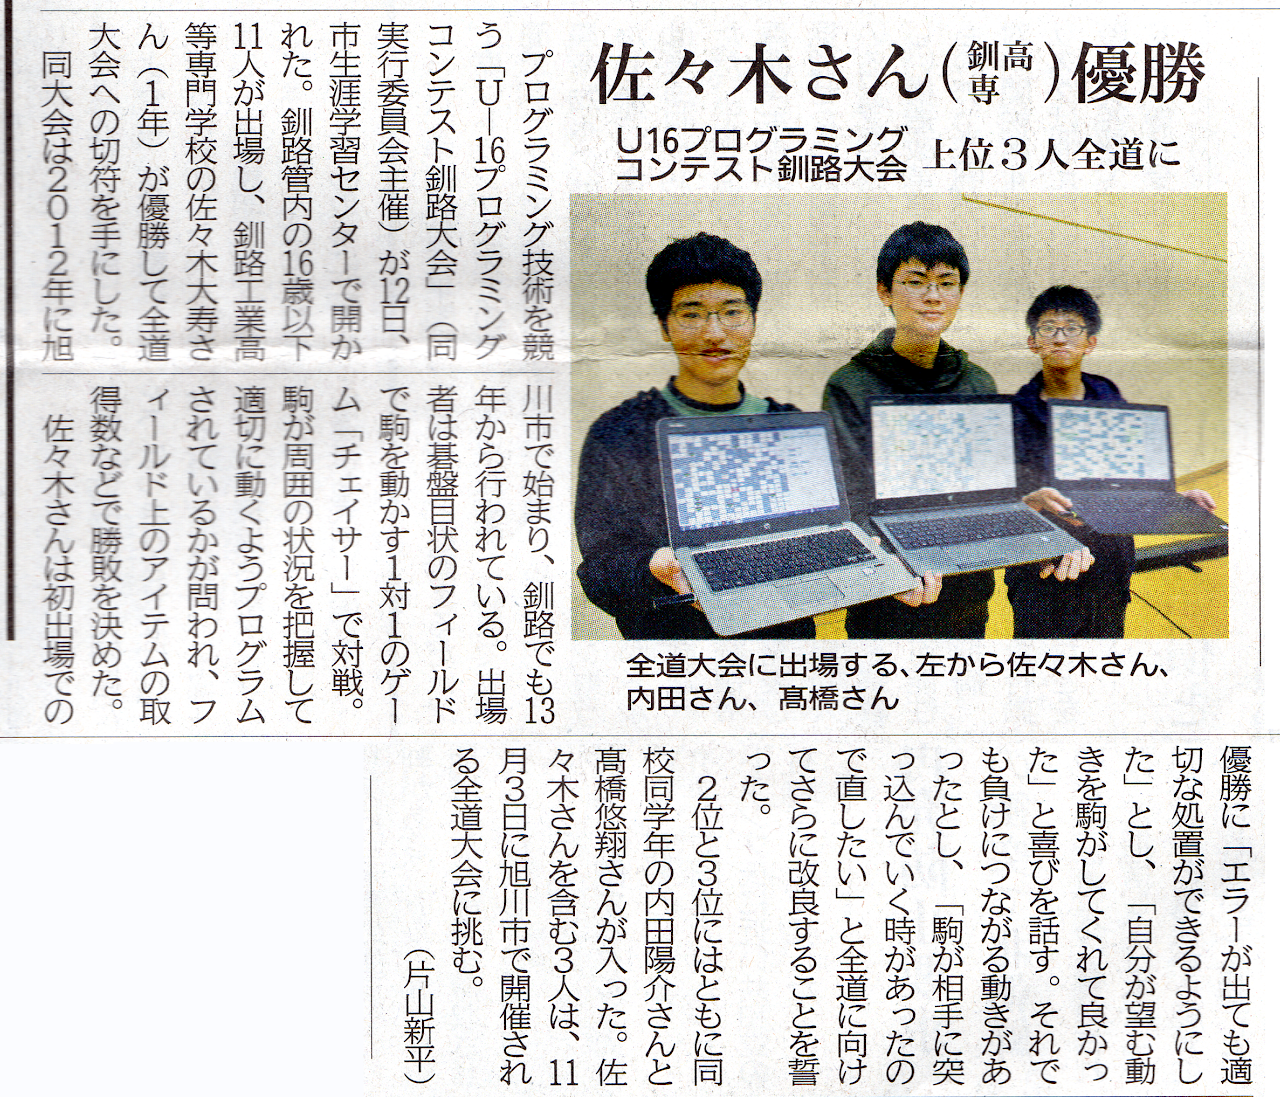 佐々木さん(釧高専)優勝
U16プログラミング
コンテスト釧路大会
上位3人全道に
全道大会に出場する、左から佐々木さん、
内田さん、髙橋さん
プログラミング技術を競
う「U―16プログラミング
コンテスト釧路大会」(同
実行委員会主催)が12日、
市生涯学習センターで開か
れた。釧路管内の16歳以下
11人が出場し、釧路工業高
等専門学校の佐々木大寿さ
ん(1年)が優勝して全道
大会への切符を手にした。
同大会は2012年に旭
川市で始まり、釧路でも13
年から行われている。出場
者は碁盤目状のフィールド
で駒を動かす1対1のゲー
ム「チェイサー」で対戦。
駒が周囲の状況を把握して
適切に動くようプログラム
されているかが問われ、フ
ィールド上のアイテムの取
得数などで勝敗を決めた。
佐々木さんは初出場での
優勝に「エラーが出ても適
切な処置ができるようにし
た」とし、「自分が望む動
きを駒がしてくれて良かっ
た」と喜びを話す。それで
も負けにつながる動きがあ
ったとし、「駒が相手に突
っ込んでいく時があったの
で直したい」と全道に向け
てさらに改良することを誓
った。
2位と3位にはともに同
校同学年の内田陽介さんと
髙橋悠翔さんが入った。佐
々木さんを含む3人は、11
月3日に旭川市で開催され
る全道大会に挑む。
(片山新平)